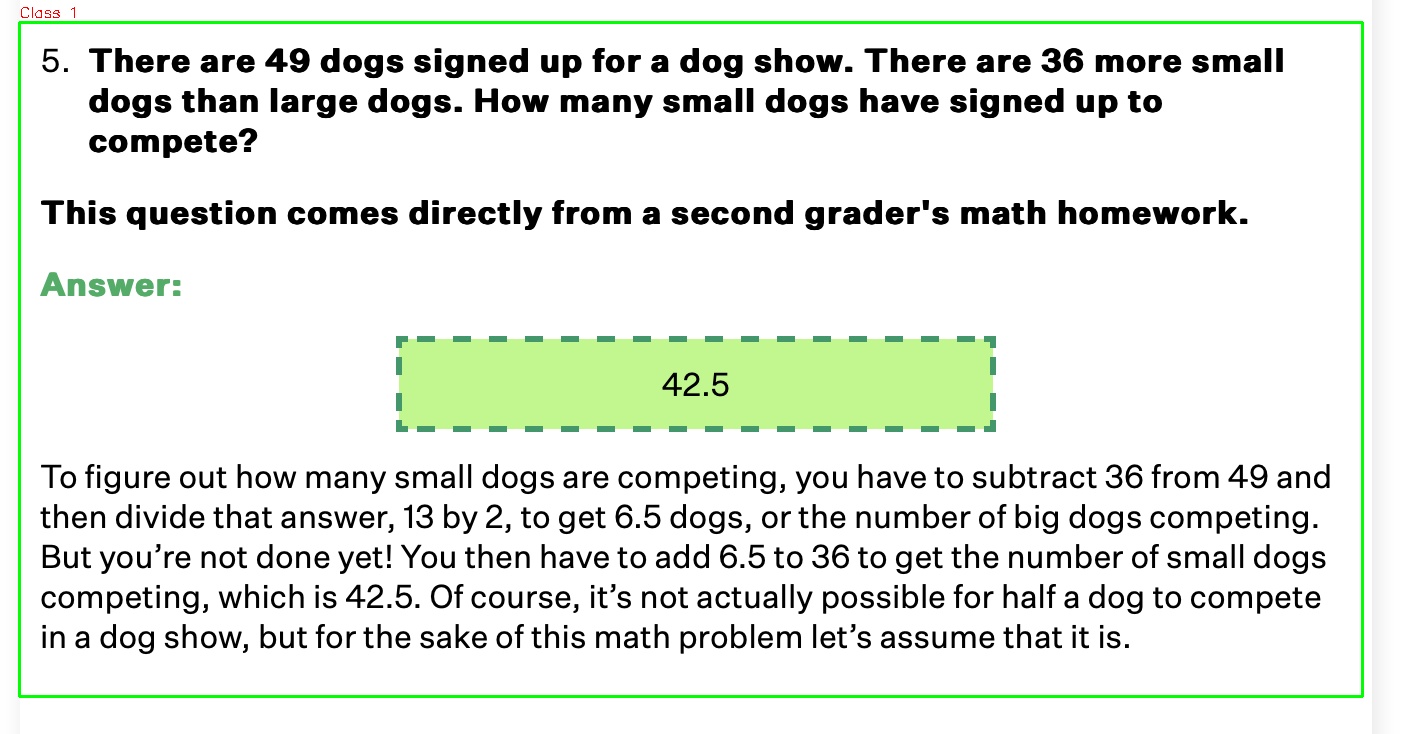 Class 1
5. There are 49 dogs signed up for a dog show. There are 36 more small
dogs than large dogs. How many small dogs have signed up to
compete?
This question comes directly from a second grader's math homework.
Answer:
42.5
To figure out how many small dogs are competing, you have to subtract 36 from 49 and
then divide that answer, 13 by 2, to get 6.5 dogs, or the number of big dogs competing.
But you’re not done yet! You then have to add 6.5 to 36 to get the number of small dogs
competing, which is 42.5. Of course, it’s not actually possible for half a dog to compete
in a dog show, but for the sake of this math problem let’s assume that it is.